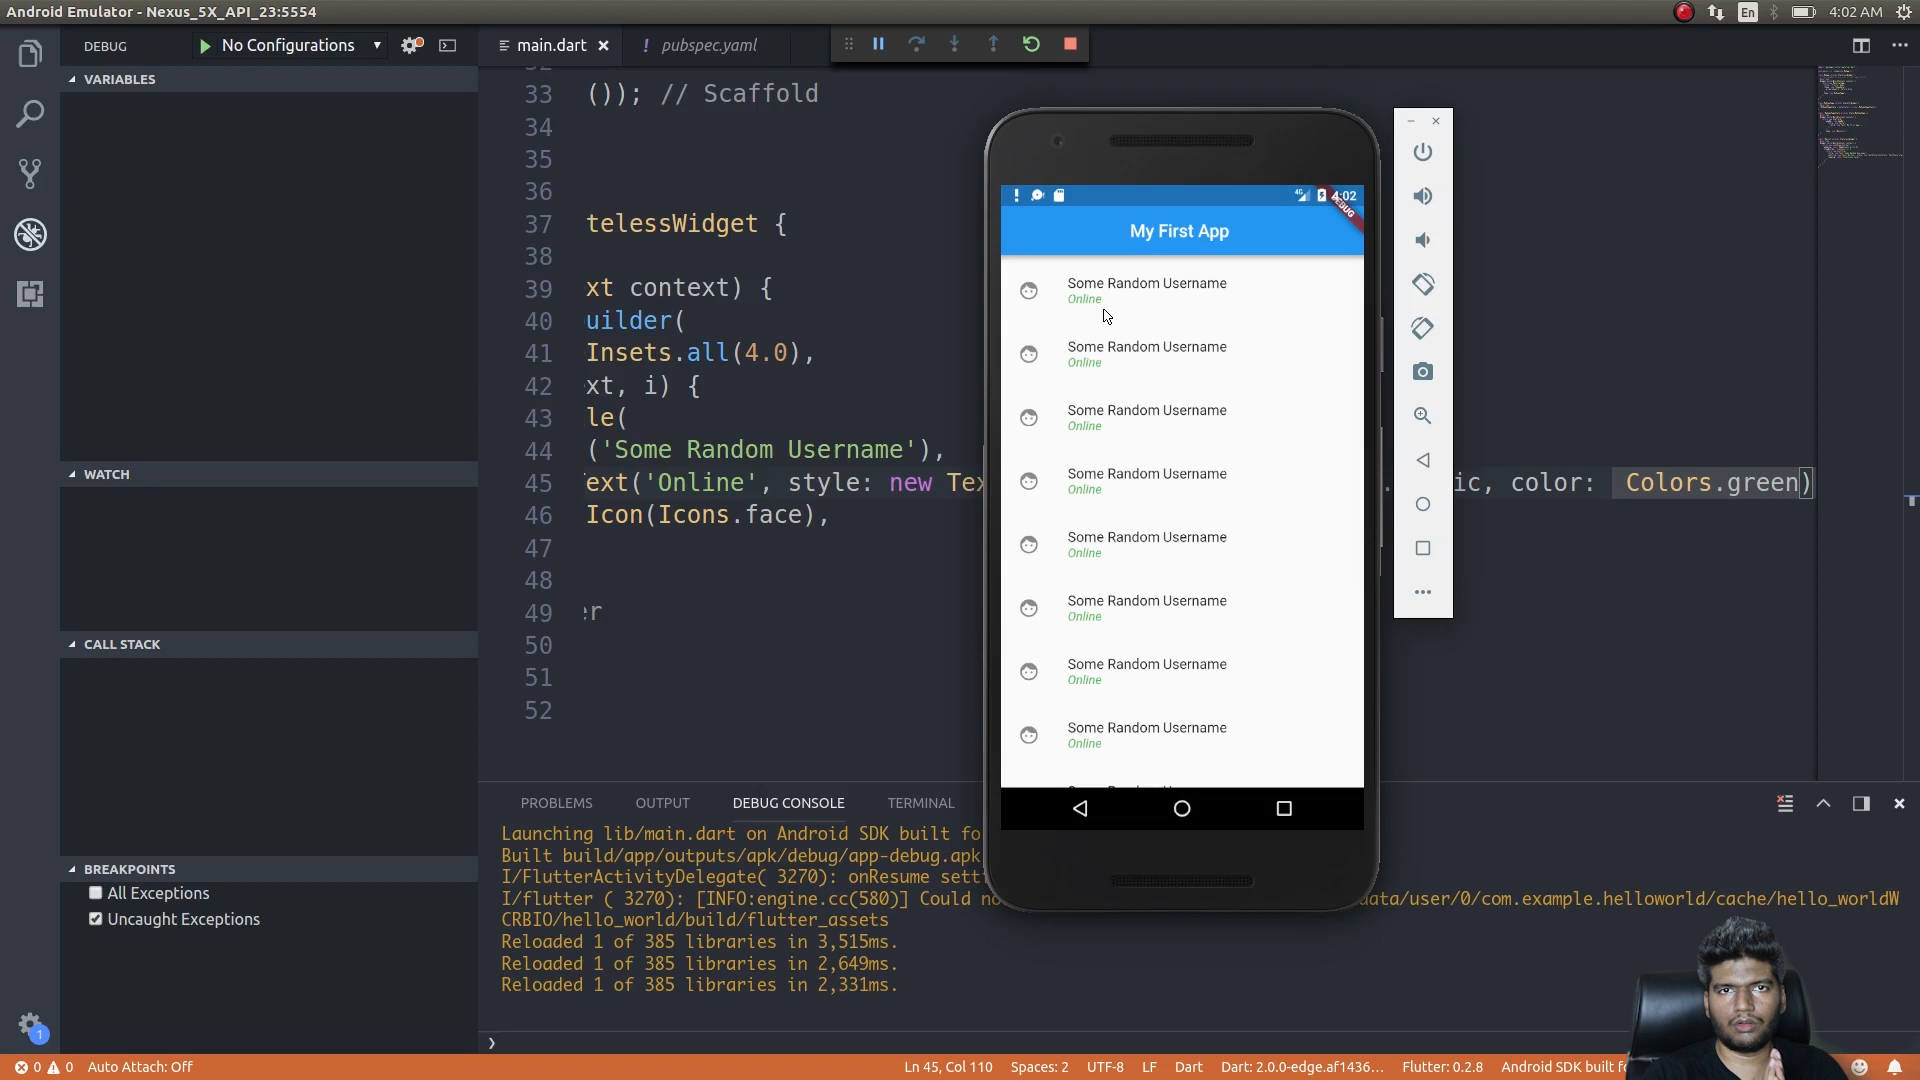 Android Emulator - Nexus_5X_API_23:5554
En
4:02 AM
DEBUG
No Configurations
main.dart
! pubspec.yaml
VARIABLES
WATCH
CALL STACK
BREAKPOINTS
All Exceptions
Uncaught Exceptions
33 ()); // Scaffold
34
35
36
37 telessWidget {
38
39 xt context) {
40 uilder(
41 Insets.all(4.0),
42 xt, i) {
43 le(
44 ('Some Random Username'),
45 ext('Online', style: new Tex ic, color: Colors.green)
46 Icon(Icons.face),
47
48
49 er
50
51
52
4G
4:02
DEBUG
My First App
Some Random Username
Online
Some Random Username
Online
Some Random Username
Online
Some Random Username
Online
Some Random Username
Online
Some Random Username
Online
Some Random Username
Online
Some Random Username
Online
PROBLEMS
OUTPUT
DEBUG CONSOLE
TERMINAL
Launching lib/main.dart on Android SDK built fo
Built build/app/outputs/apk/debug/app-debug.apk
I/FlutterActivityDelegate( 3270): onResume setti
I/flutter ( 3270): [INFO:engine.cc(580)] Could no data/user/0/com.example.helloworld/cache/hello_worldW
CRBIO/hello_world/build/flutter_assets
Reloaded 1 of 385 libraries in 3,515ms.
Reloaded 1 of 385 libraries in 2,649ms.
Reloaded 1 of 385 libraries in 2,331ms.
1
0
0
Auto Attach: Off
Ln 45, Col 110
Spaces: 2
UTF-8
LF
Dart
Dart: 2.0.0-edge.af1436...
Flutter: 0.2.8
Android SDK built fo